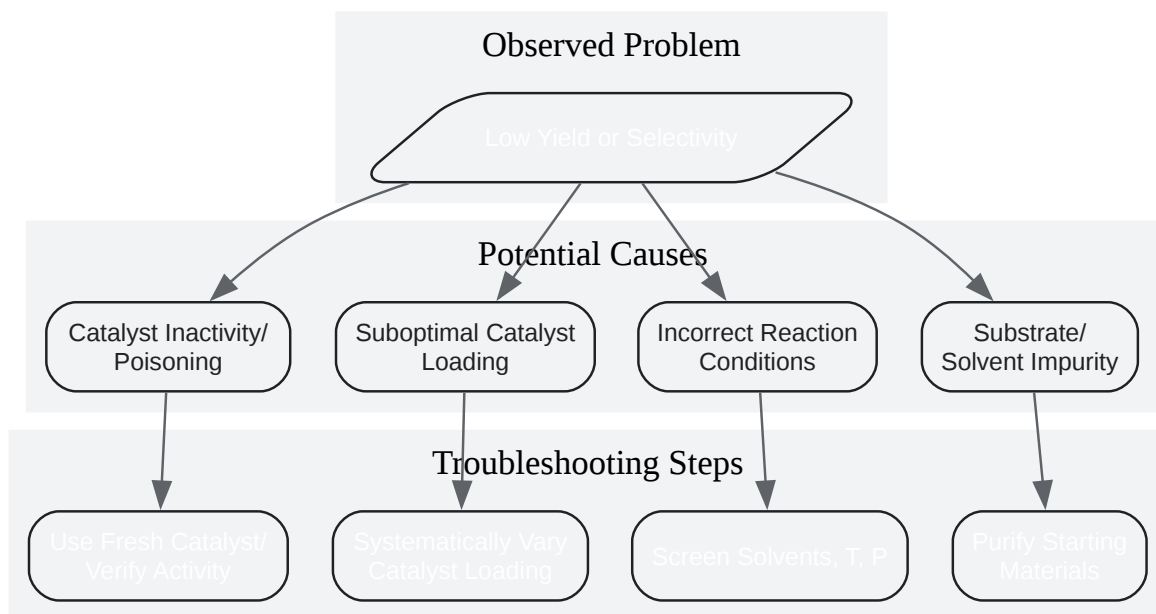 Observed Problem
Low Yield or Selectivity
Potential Causes
Catalyst Inactivity/
Poisoning
Suboptimal Catalyst
Loading
Incorrect Reaction
Conditions
Substrate/
Solvent Impurity
Troubleshooting Steps
Use Fresh Catalyst/
Verify Activity
Systematically Vary
Catalyst Loading
Screen Solvents, T, P
Purify Starting
Materials